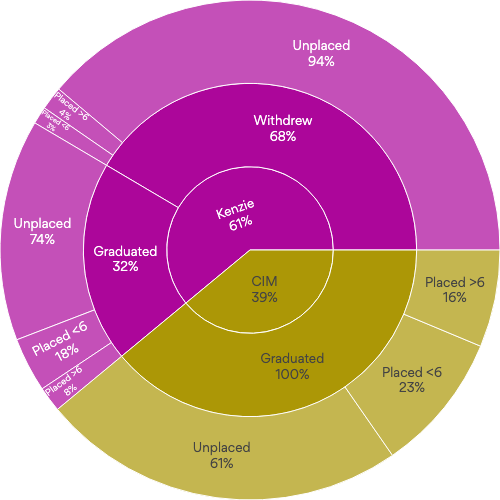 Unplaced
94%
Placed >6
4%
Placed <6
3%
Withdrew
68%
Kenzie
61%
Unplaced
74%
Graduated
32%
Placed <6
18%
Placed >6
8%
CIM
39%
Placed >6
16%
Graduated
100%
Placed <6
23%
Unplaced
61%